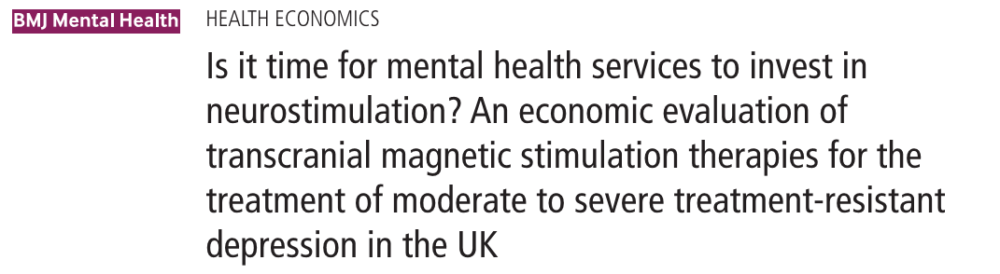 BMJ Mental Health
HEALTH ECONOMICS
Is it time for mental health services to invest in
neurostimulation? An economic evaluation of
transcranial magnetic stimulation therapies for the
treatment of moderate to severe treatment-resistant
depression in the UK